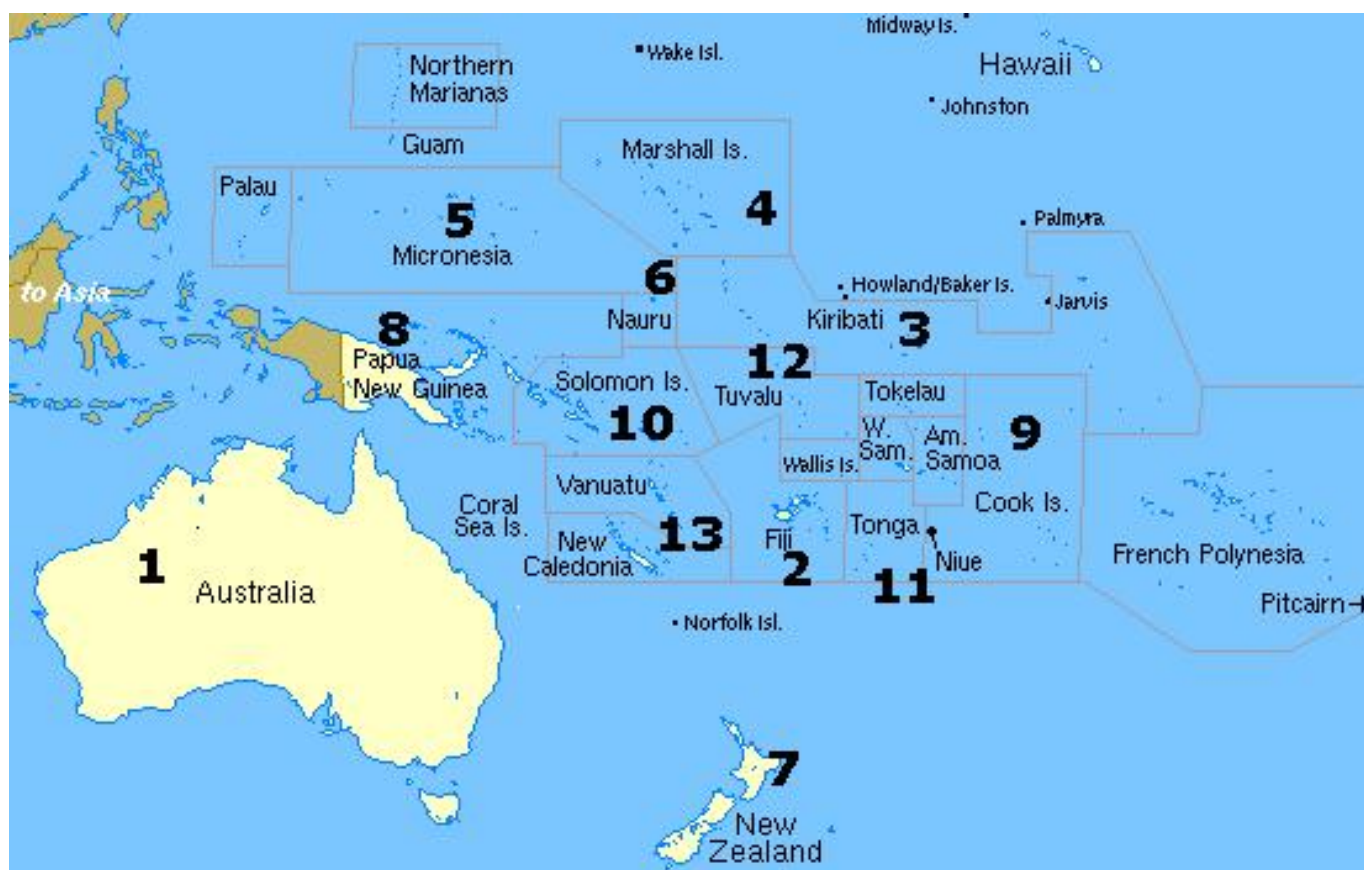 Midway Is.
Hawaii
Wake Isl.
Northern
Marianas
Johnston
Guam
Marshall Is.
Palau
5
4
Palmyra
Micronesia
6
to Asia
Howland/Baker Is.
Jarvis
Nauru
Kiribati
3
8
Papua
New Guinea
12
Solomon Is.
Tuvalu
Tokelau
10
W.
Sam.
Am.
Samoa
9
Wallis Is.
Vanuatu
Coral
Sea Is.
Cook Is.
13
New
Caledonia
Fiji
2
Tonga
Niue
11
French Polynesia
1
Australia
Pitcairn
Norfolk Isl.
7
New
Zealand